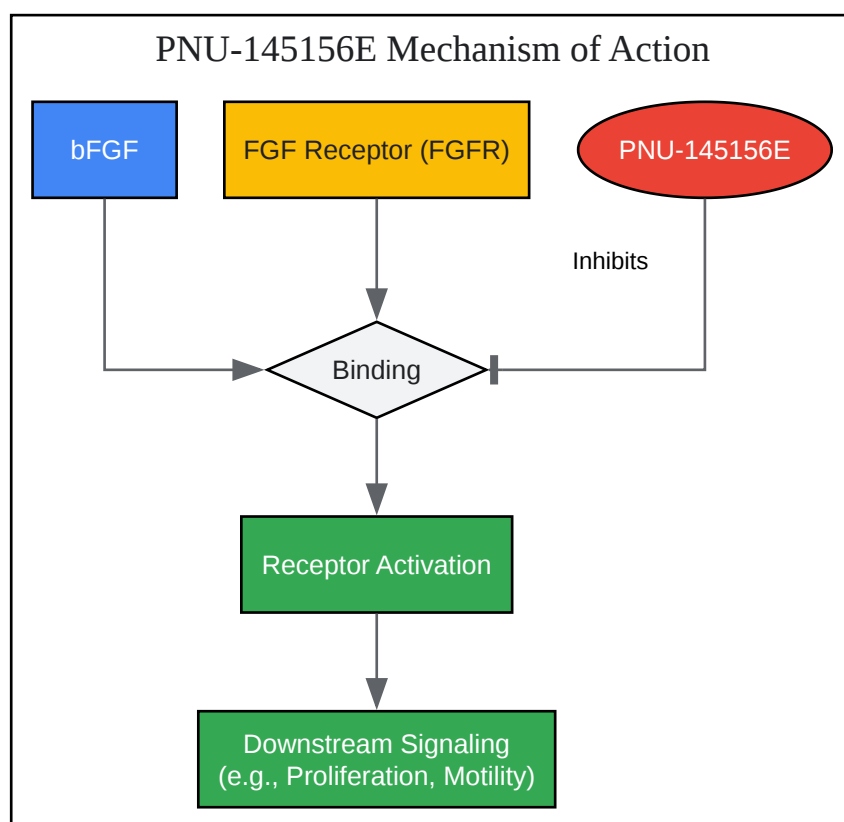 PNU-145156E Mechanism of Action
bFGF
FGF Receptor (FGFR)
PNU-145156E
Inhibits
Binding
Receptor Activation
Downstream Signaling
(e.g., Proliferation, Motility)